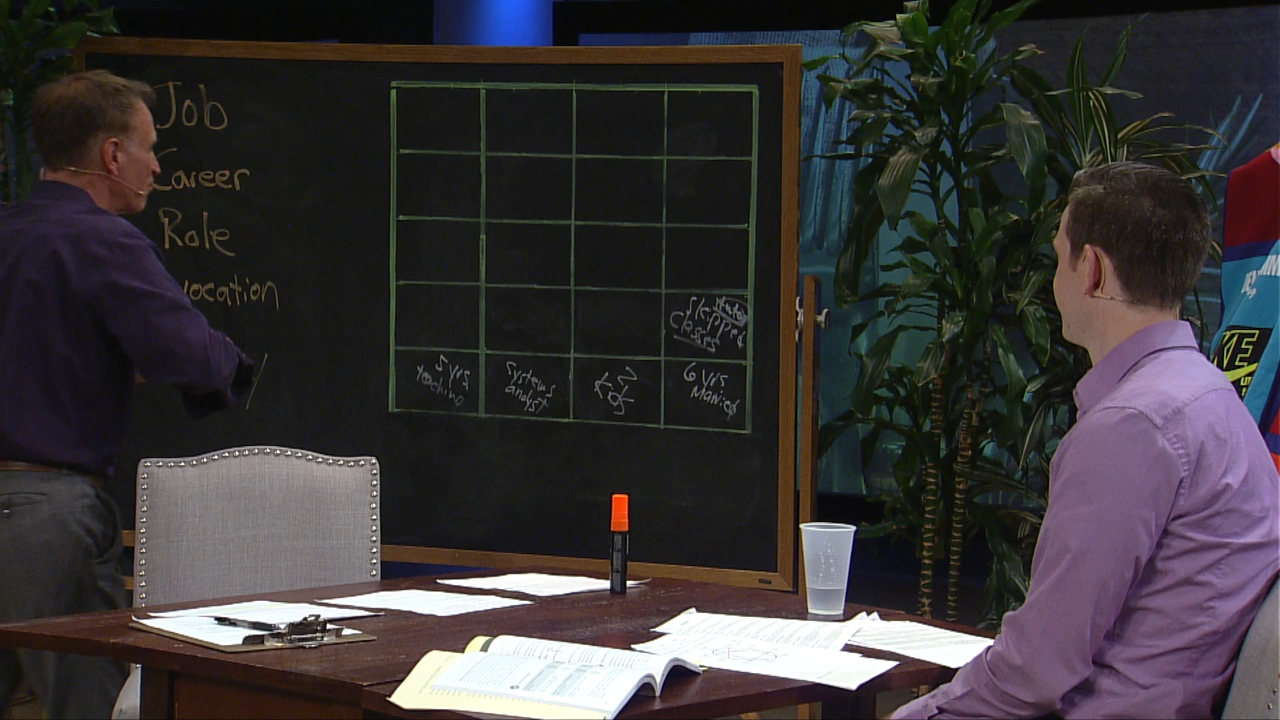 Job
Career
Role
vocation
Skipped
classes
5 yrs
teaching
Systems
analyst
6 yrs
Married